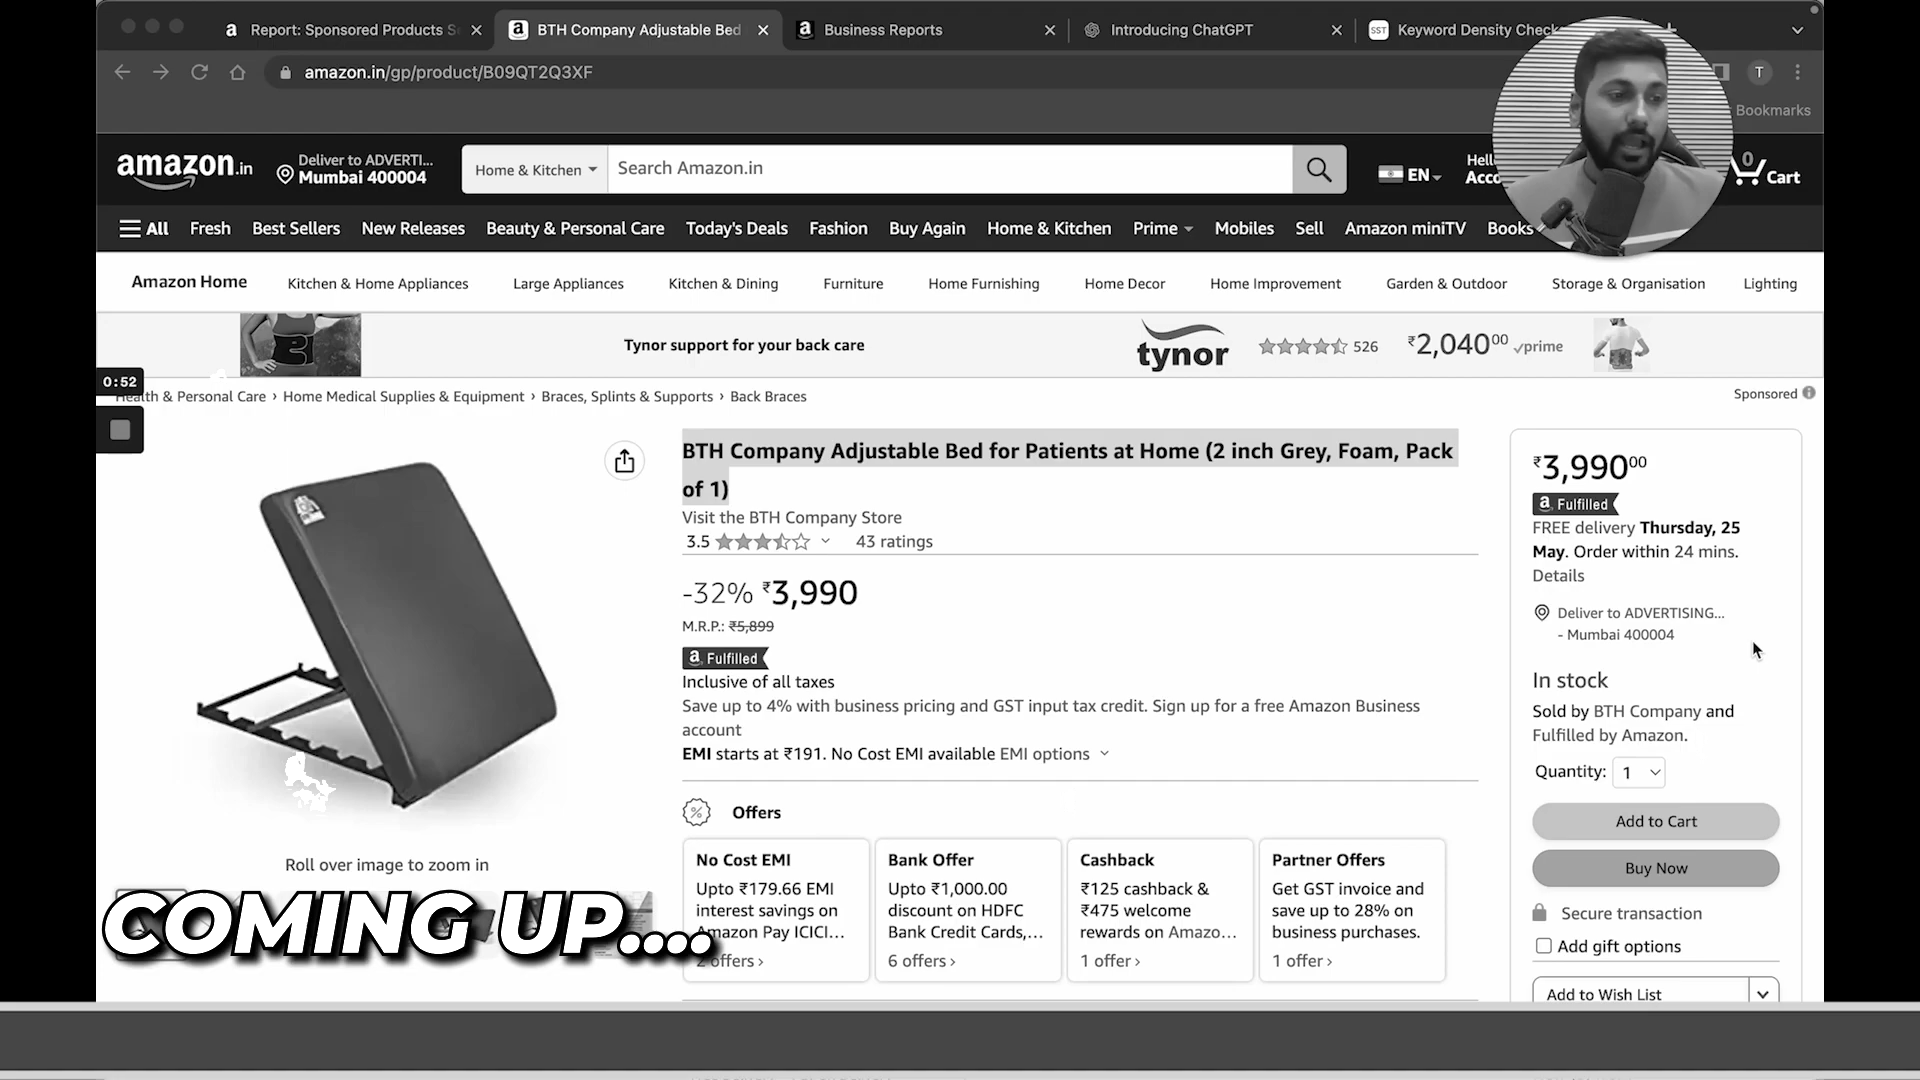 Report: Sponsored Products S
BTH Company Adjustable Bed
Business Reports
Introducing ChatGPT
SST Keyword Density Check
amazon.in/gp/product/B09QT2Q3XF
T
Bookmarks
amazon.in
Deliver to ADVERTI...
Mumbai 400004
Home & Kitchen
Search Amazon.in
EN
Hell
Acco
0
Cart
All Fresh Best Sellers New Releases Beauty & Personal Care Today's Deals Fashion Buy Again Home & Kitchen Prime Mobiles Sell Amazon miniTV Books
Amazon Home Kitchen & Home Appliances Large Appliances Kitchen & Dining Furniture Home Furnishing Home Decor Home Improvement Garden & Outdoor Storage & Organisation Lighting
Tynor support for your back care
tynor
526
₹2,040⁰⁰ prime
0:52
Health & Personal Care › Home Medical Supplies & Equipment › Braces, Splints & Supports › Back Braces
Sponsored
BTH Company Adjustable Bed for Patients at Home (2 inch Grey, Foam, Pack
of 1)
Visit the BTH Company Store
3.5 43 ratings
-32% ₹3,990
M.R.P.: ₹5,899
a Fulfilled
Inclusive of all taxes
Save up to 4% with business pricing and GST input tax credit. Sign up for a free Amazon Business
account
EMI starts at ₹191. No Cost EMI available EMI options
% Offers
No Cost EMI
Upto ₹179.66 EMI
interest savings on
Amazon Pay ICICI...
2 offers ›
Bank Offer
Upto ₹1,000.00
discount on HDFC
Bank Credit Cards,...
6 offers ›
Cashback
₹125 cashback &
₹475 welcome
rewards on Amazo...
1 offer ›
Partner Offers
Get GST invoice and
save up to 28% on
business purchases.
1 offer ›
Roll over image to zoom in
COMING UP....
₹3,990⁰⁰
a Fulfilled
FREE delivery Thursday, 25
May. Order within 24 mins.
Details
Deliver to ADVERTISING...
- Mumbai 400004
In stock
Sold by BTH Company and
Fulfilled by Amazon.
Quantity: 1
Add to Cart
Buy Now
Secure transaction
Add gift options
Add to Wish List